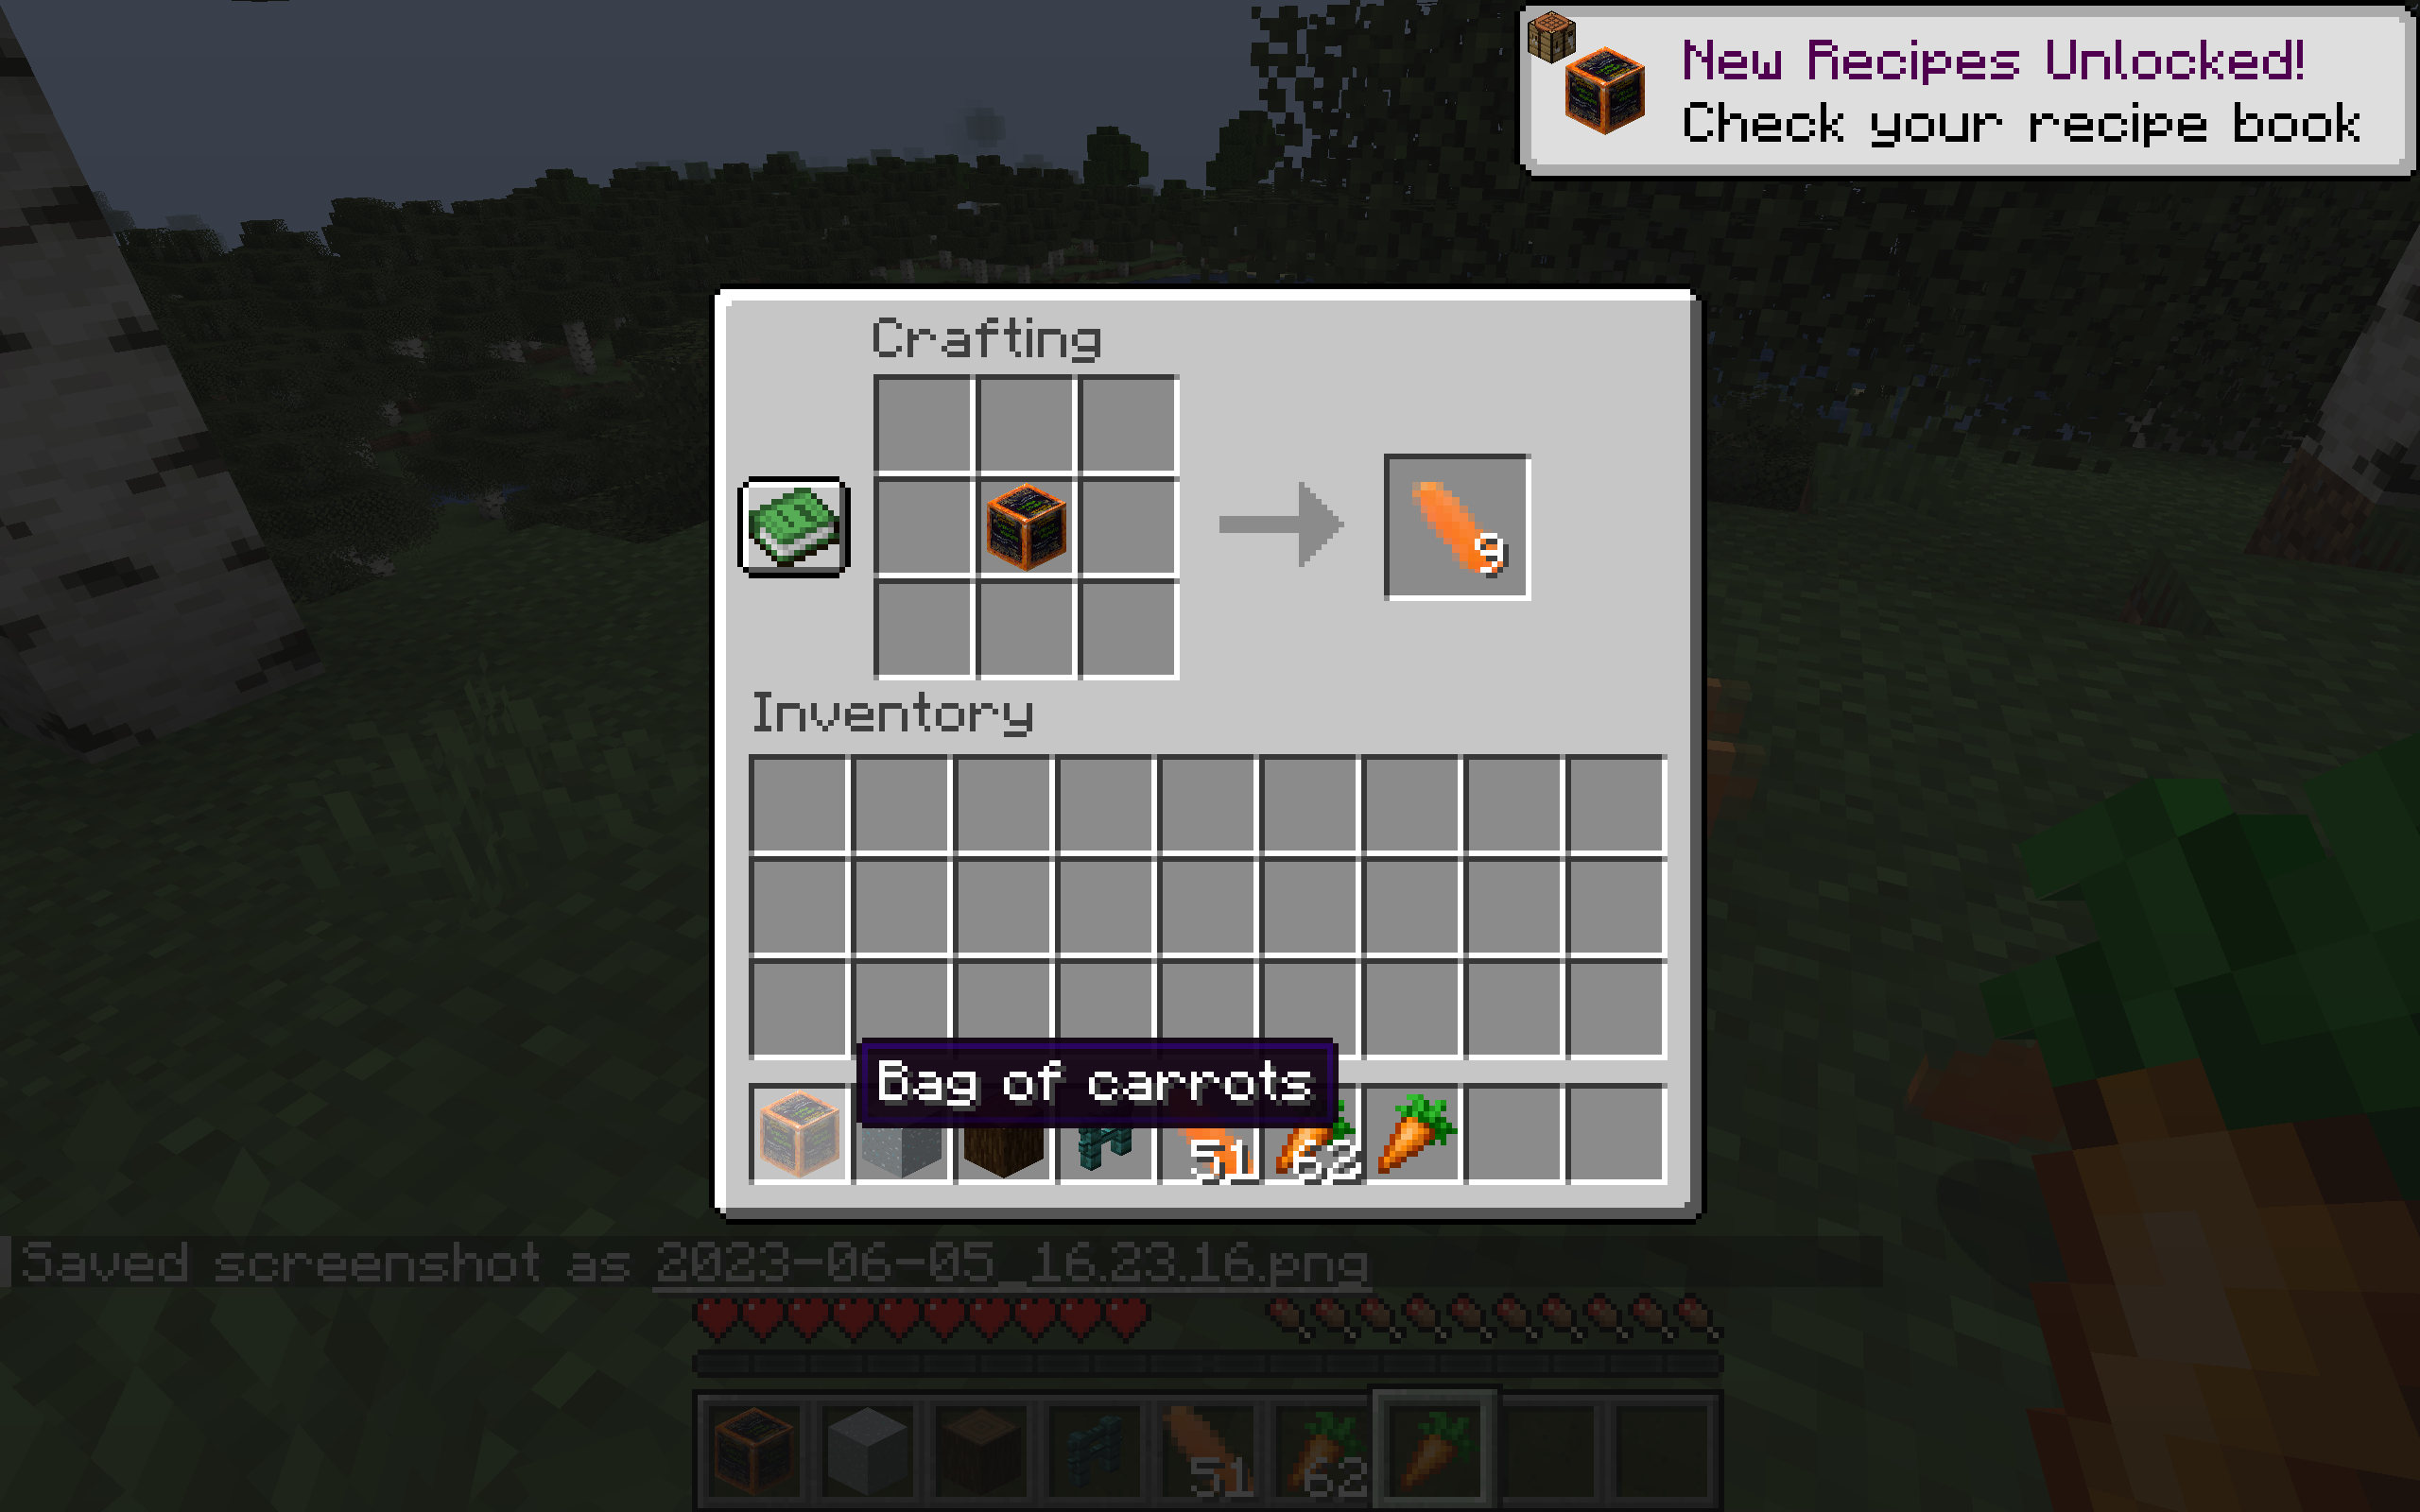 New Recipes Unlocked!
Check your recipe book
Crafting
9
Inventory
Bag of carrots
51
62
Saved screenshot as 2023-06-05_16.23.16.png
51
62